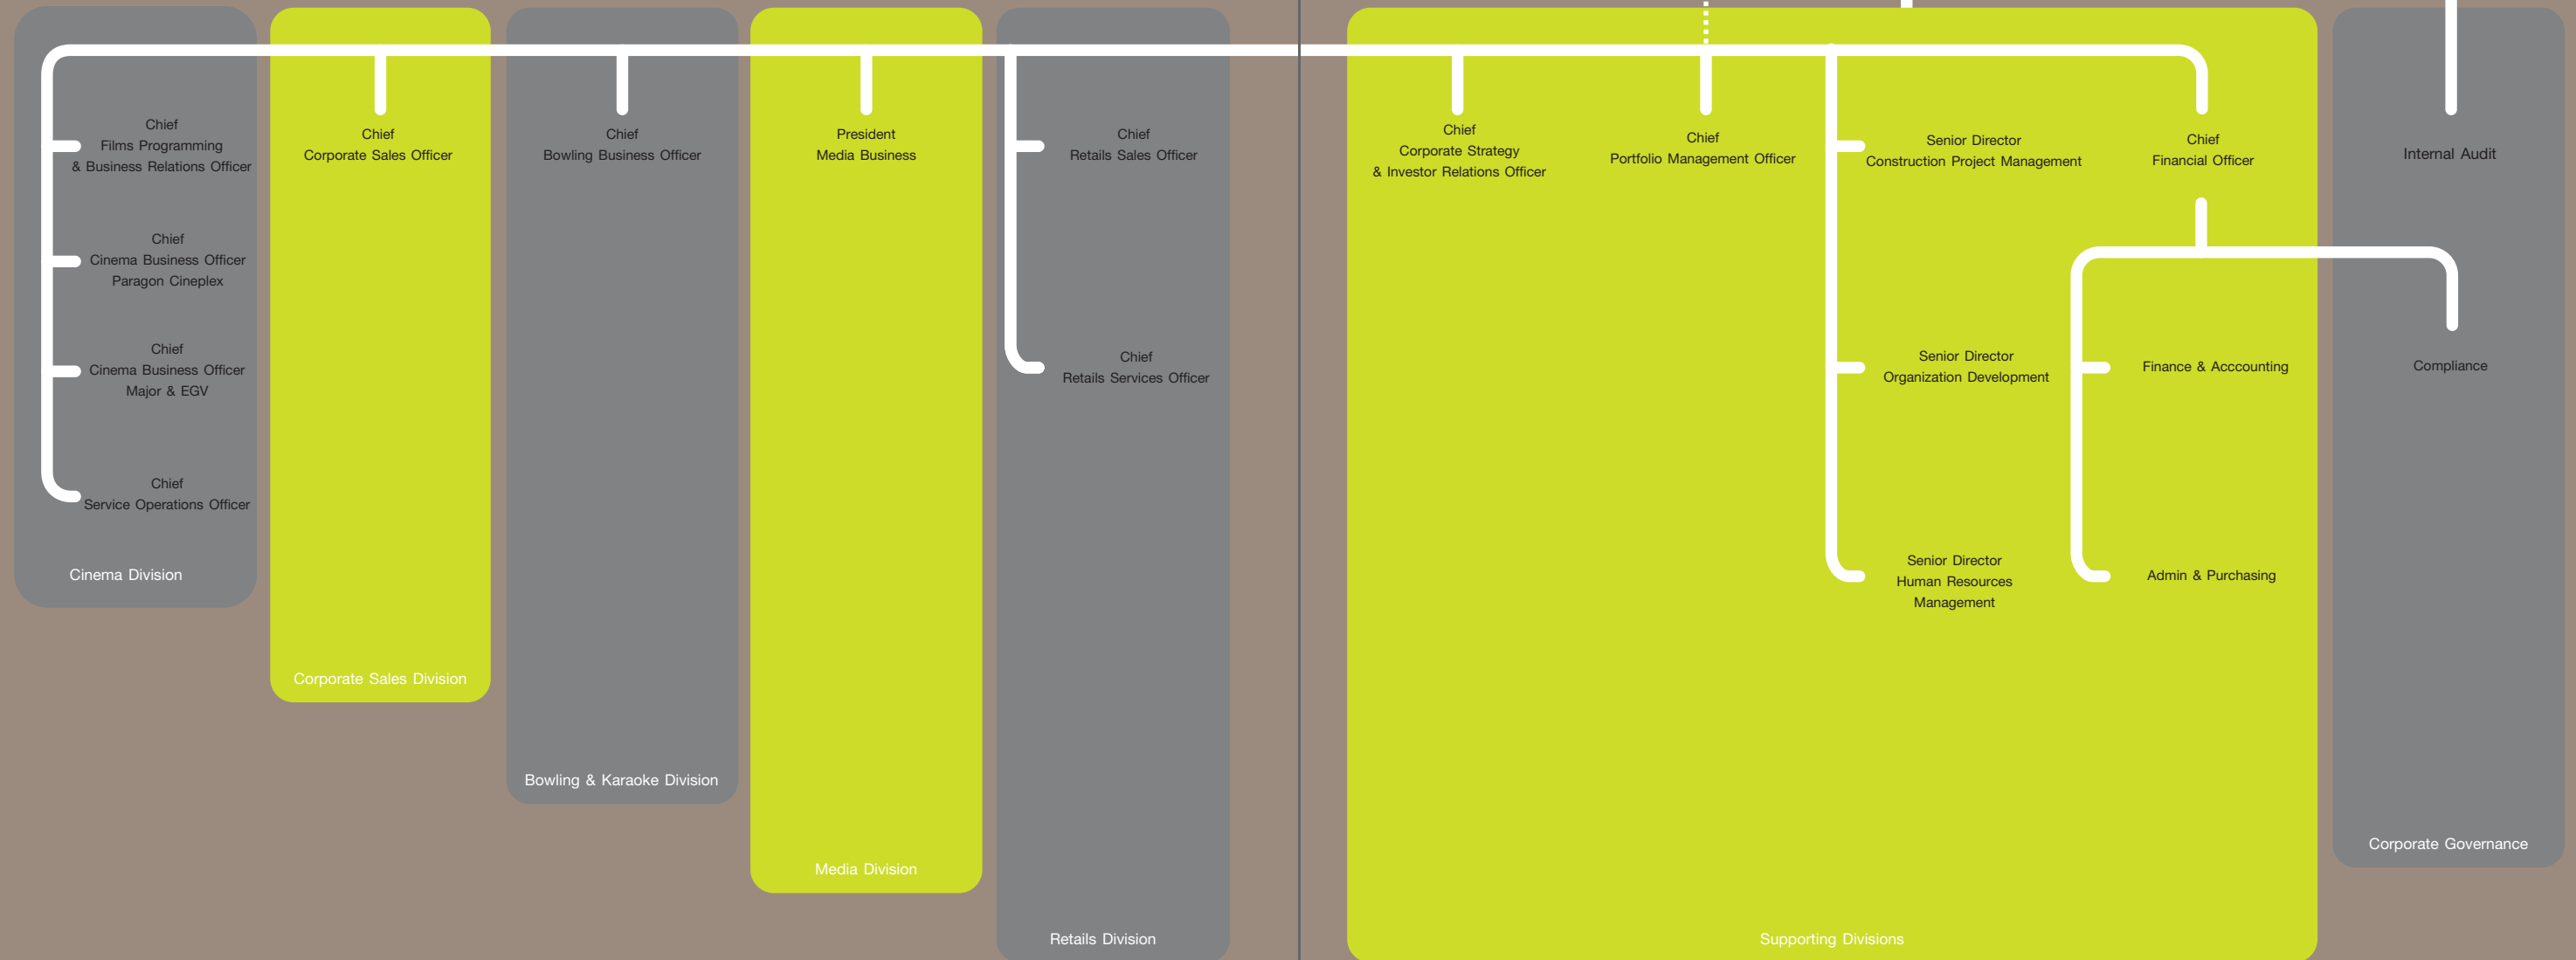 Chief
Films Programming
& Business Relations Officer
Chief
Cinema Business Officer
Paragon Cineplex
Chief
Cinema Business Officer
Major & EGV
Chief
Service Operations Officer
Cinema Division
Chief
Corporate Sales Officer
Corporate Sales Division
Chief
Bowling Business Officer
Bowling & Karaoke Division
President
Media Business
Media Division
Chief
Retails Sales Officer
Chief
Retails Services Officer
Retails Division
Chief
Corporate Strategy
& Investor Relations Officer
Chief
Portfolio Management Officer
Senior Director
Construction Project Management
Senior Director
Organization Development
Senior Director
Human Resources
Management
Chief
Financial Officer
Finance & Acccounting
Admin & Purchasing
Supporting Divisions
Internal Audit
Compliance
Corporate Governance